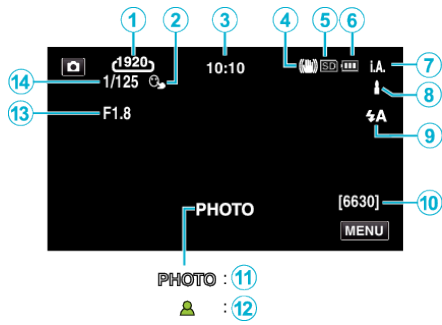 1 2 3 4 5 6
1920
10:10 SD i.A. 7
14 1/125 8
13 F1.8 A 9
[6630] 10
PHOTO
MENU
PHOTO : 11
: 12